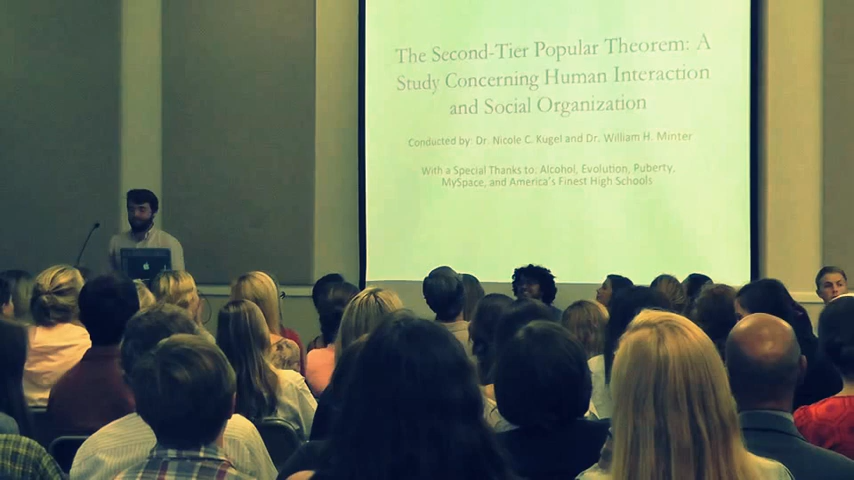 The Second-Tier Popular Theorem: A
Study Concerning Human Interaction
and Social Organization
Conducted by: Dr. Nicole C. Kugel and Dr. William H. Minter
With a Special Thanks to: Alcohol, Evolution, Puberty,
MySpace, and America's Finest High Schools